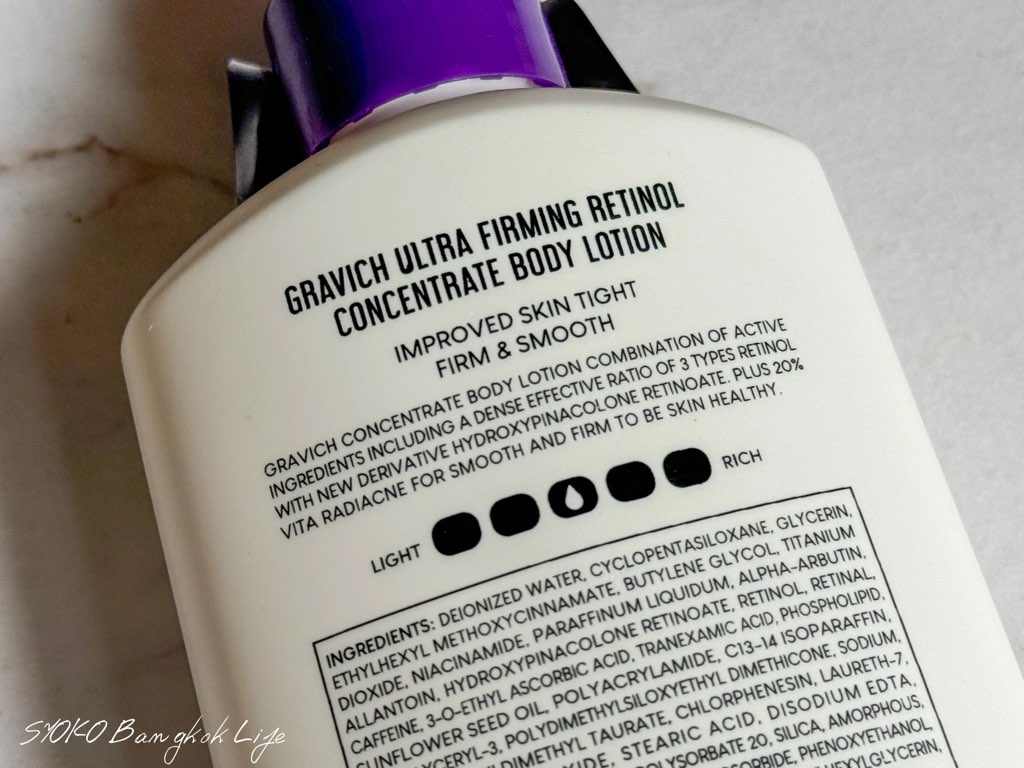 GRAVICH ULTRA FIRMING RETINOL
CONCENTRATE BODY LOTION
IMPROVED SKIN TIGHT
FIRM & SMOOTH
GRAVICH CONCENTRATE BODY LOTION COMBINATION OF ACTIVE
INGREDIENTS INCLUDING A DENSE EFFECTIVE RATIO OF 3 TYPES RETINOL
WITH NEW DERIVATIVE HYDROXYPINACOLONE RETINOATE. PLUS 20%
VITA RADIACNE FOR SMOOTH AND FIRM TO BE SKIN HEALTHY.
LIGHT RICH
INGREDIENTS: DEIONIZED WATER, CYCLOPENTASILOXANE, GLYCERIN,
ETHYLHEXYL METHOXYCINNAMATE, BUTYLENE GLYCOL, TITANIUM
DIOXIDE, NIACINAMIDE, PARAFFINUM LIQUIDUM, ALPHA-ARBUTIN,
ALLANTOIN, HYDROXYPINACOLONE RETINOATE, RETINOL, RETINAL,
CAFFEINE, 3-O-ETHYL ASCORBIC ACID, TRANEXAMIC ACID, PHOSPHOLIPID,
SUNFLOWER SEED OIL, POLYACRYLAMIDE, C13-14 ISOPARAFFIN,
POLYDIMETHYLSILOXYETHYL DIMETHICONE, SODIUM,
TAURATE, CHLORPHENESIN, LAURETH-7,
STEARIC ACID, DISODIUM EDTA,
POLYSORBATE 20, SILICA, AMORPHOUS,
PHENOXYETHANOL
SYOKO Bangkok Life